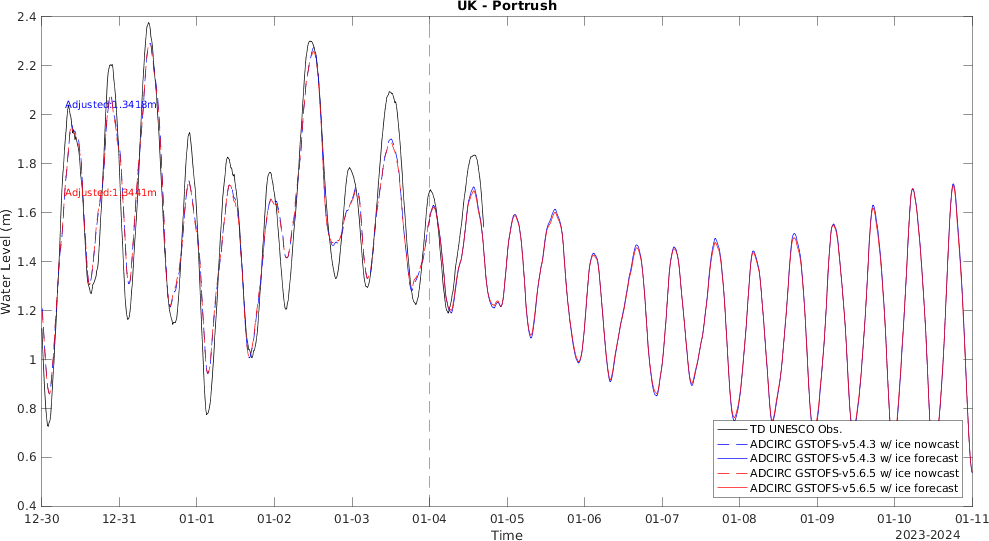 UK - Portrush
2.4
2.2
2
1.8
1.6
1.4
1.2
1
0.8
0.6
0.4
Water Level (m)
Adjusted:1.3418m
Adjusted:1.3441m
TD UNESCO Obs.
ADCIRC GSTOFS-v5.4.3 w/ ice nowcast
ADCIRC GSTOFS-v5.4.3 w/ ice forecast
ADCIRC GSTOFS-v5.6.5 w/ ice nowcast
ADCIRC GSTOFS-v5.6.5 w/ ice forecast
12-30 12-31 01-01 01-02 01-03 01-04 01-05 01-06 01-07 01-08 01-09 01-10 01-11
Time
2023-2024